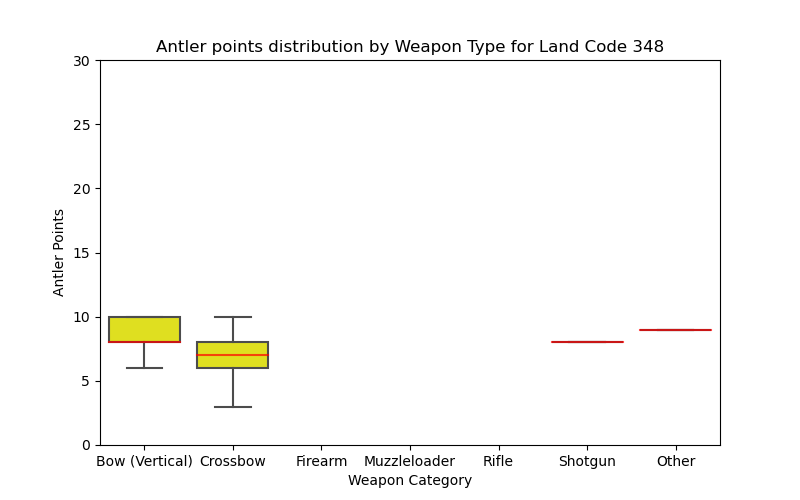 Antler points distribution by Weapon Type for Land Code 348
30
25
20
15
10
5
0
Antler Points
Bow (Vertical) Crossbow Firearm Muzzleloader Rifle Shotgun Other
Weapon Category